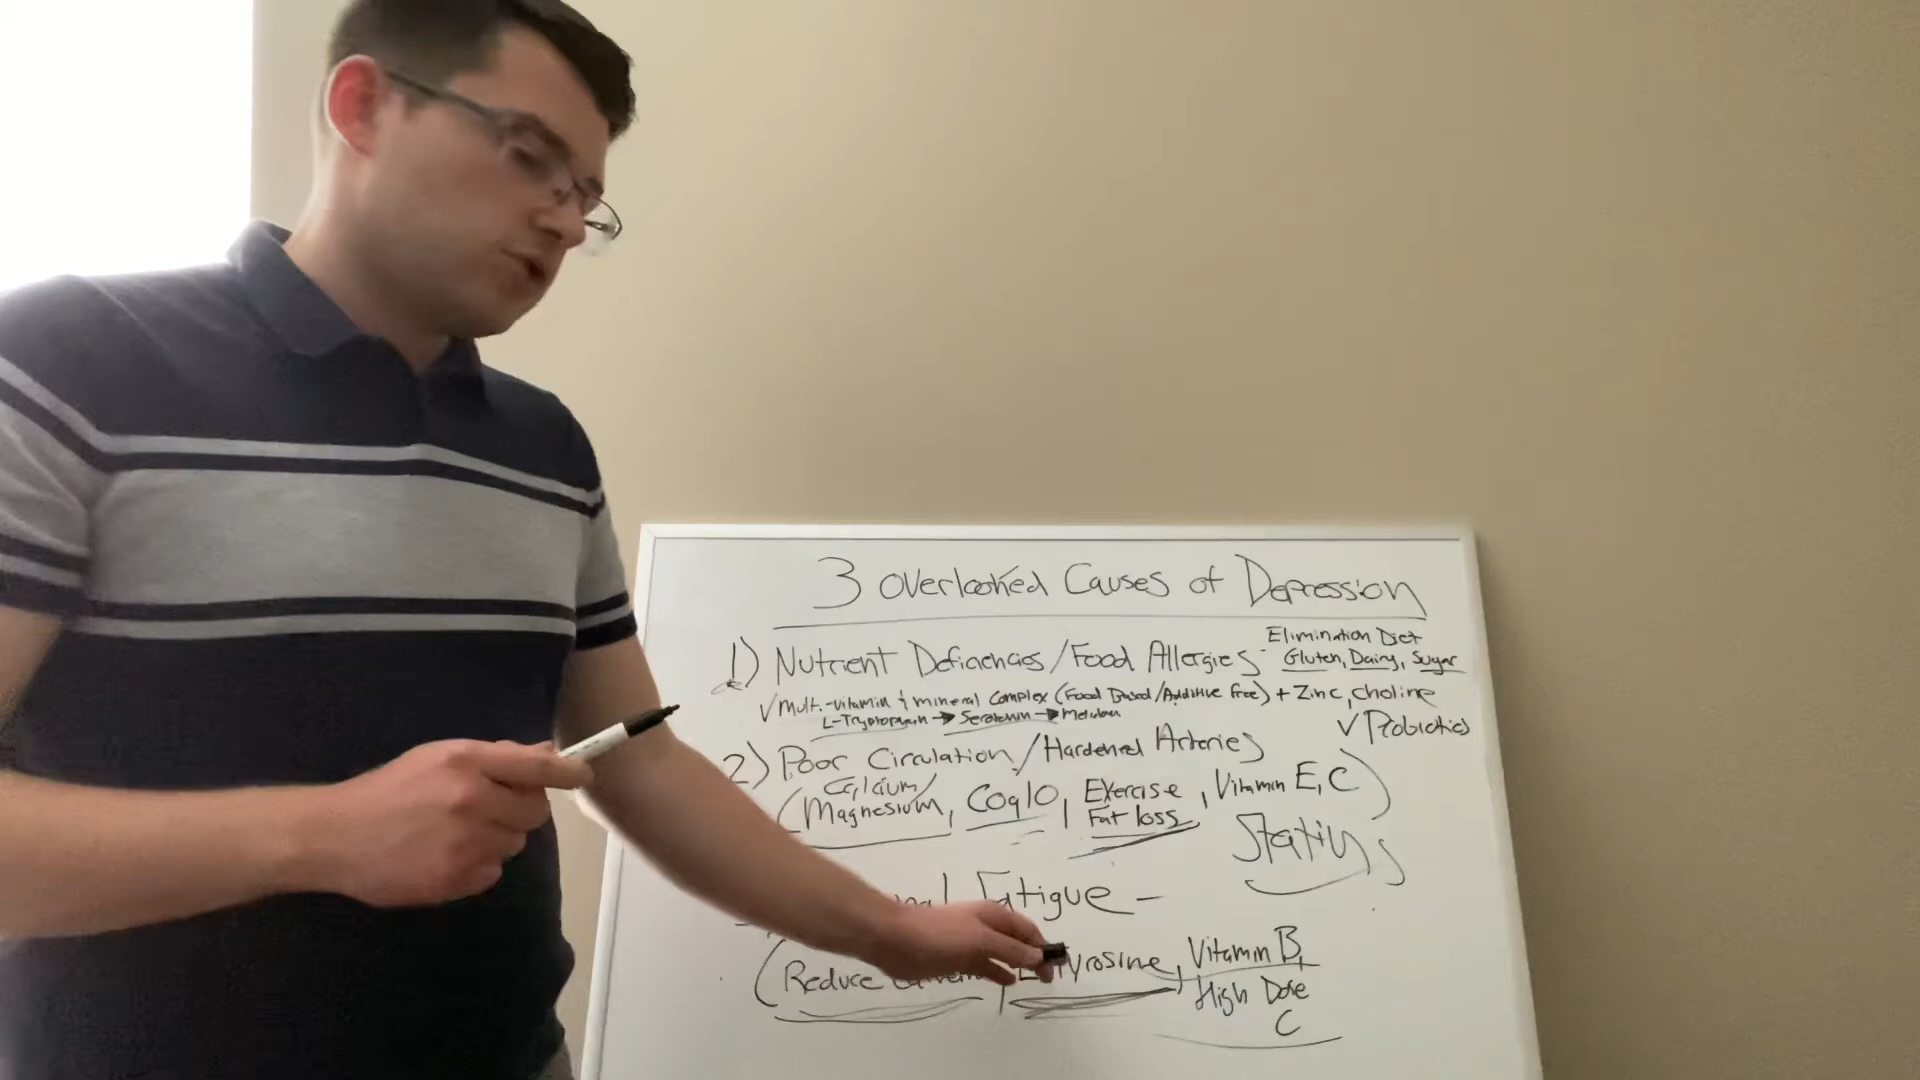 3 Overlooked Causes of Depression
1) Nutrient Deficiencies/Food Allergies - Elimination Diet
Gluten, Dairy, Sugar
√ Mult.-vitamin & mineral complex (Food Based/Additive free) + Zinc, choline
L-Tryptophan → Serotonin →
√ Probiotics
2) Poor Circulation/Hardened Arteries
Calcium/
(Magnesium, Coq10, Exercise, Vitamin E, C)
Fat loss
Statins
Fatigue -
(Reduce Tyrosine, Vitamin B,
High Dose
C